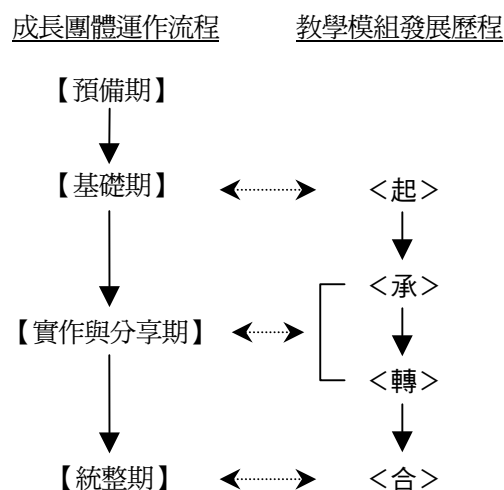 成長團體運作流程 教學模組發展歷程
【預備期】
【基礎期】 <起>
<承>
【實作與分享期】
<轉>
【統整期】 <合>